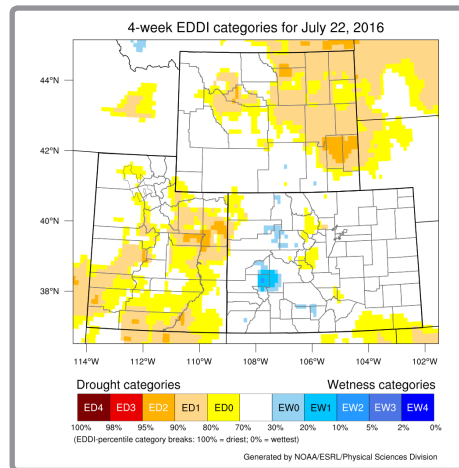 4-week EDDI categories for July 22, 2016
44°N
42°N
40°N
38°N
114°W 112°W 110°W 108°W 106°W 104°W 102°W
Drought categories Wetness categories
ED4 ED3 ED2 ED1 ED0 EW0 EW1 EW2 EW3 EW4
100% 98% 95% 90% 80% 70% 30% 20% 10% 5% 2% 0%
(EDDI-percentile category breaks: 100% = driest; 0% = wettest)
Generated by NOAA/ESRL/Physical Sciences Division